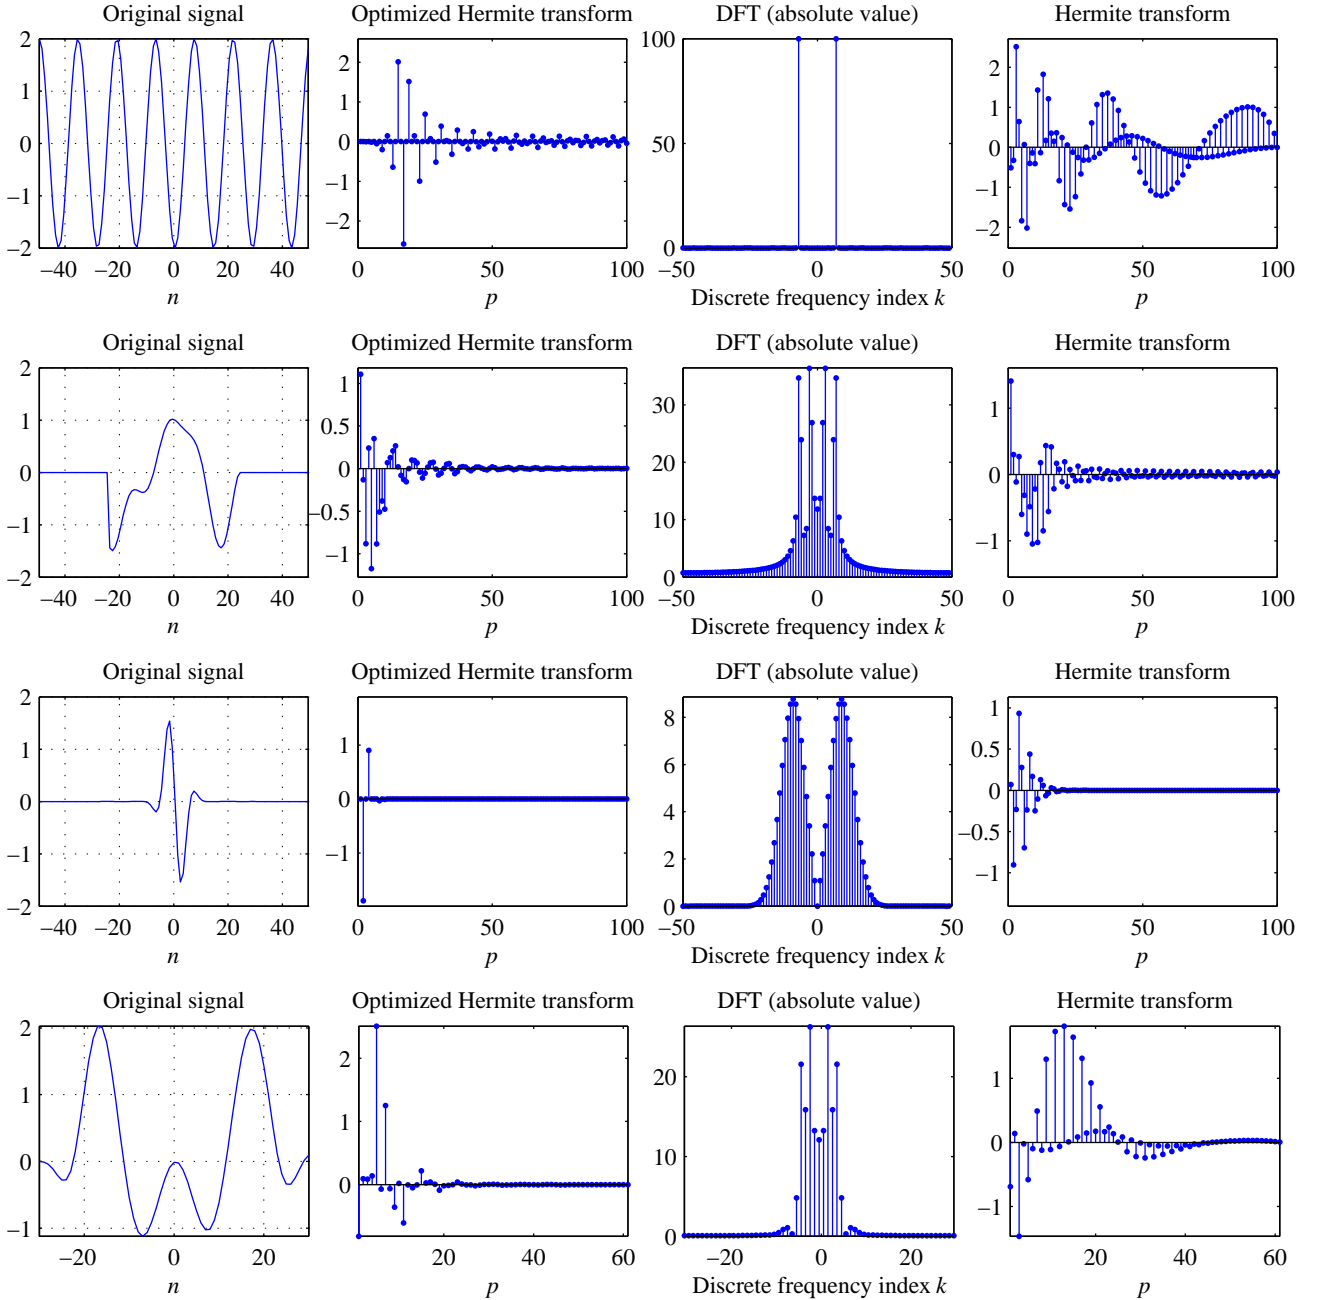 Original signal
Optimized Hermite transform
DFT (absolute value)
Hermite transform
2
1
0
−1
−2
−40 −20 0 20 40
n
2
1
0
−1
−2
0 50 100
p
100
50
0
−50 0 50
Discrete frequency index k
2
1
0
−1
−2
0 50 100
p
Original signal
Optimized Hermite transform
DFT (absolute value)
Hermite transform
2
1
0
−1
−2
−40 −20 0 20 40
n
1
0.5
0
−0.5
−1
0 50 100
p
30
20
10
0
−50 0 50
Discrete frequency index k
1
0
−1
0 50 100
p
Original signal
Optimized Hermite transform
DFT (absolute value)
Hermite transform
2
1
0
−1
−2
−40 −20 0 20 40
n
1
0
−1
0 50 100
p
8
6
4
2
0
−50 0 50
Discrete frequency index k
1
0.5
0
−0.5
−1
0 50 100
p
Original signal
Optimized Hermite transform
DFT (absolute value)
Hermite transform
2
1
0
−1
−20 0 20
n
2
1
0
20 40 60
p
20
10
0
−20 0 20
Discrete frequency index k
1
0
−1
20 40 60
p